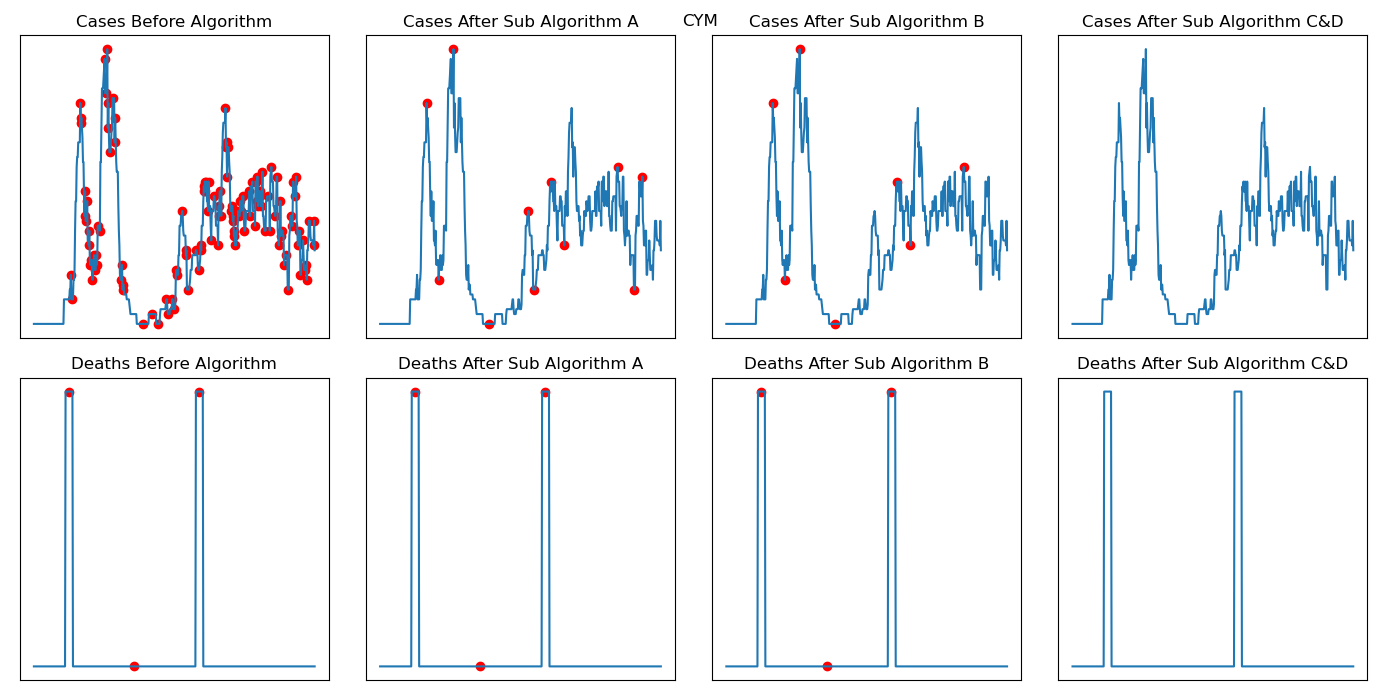 CYM
Cases Before Algorithm
Cases After Sub Algorithm A
Cases After Sub Algorithm B
Cases After Sub Algorithm C&D
Deaths Before Algorithm
Deaths After Sub Algorithm A
Deaths After Sub Algorithm B
Deaths After Sub Algorithm C&D